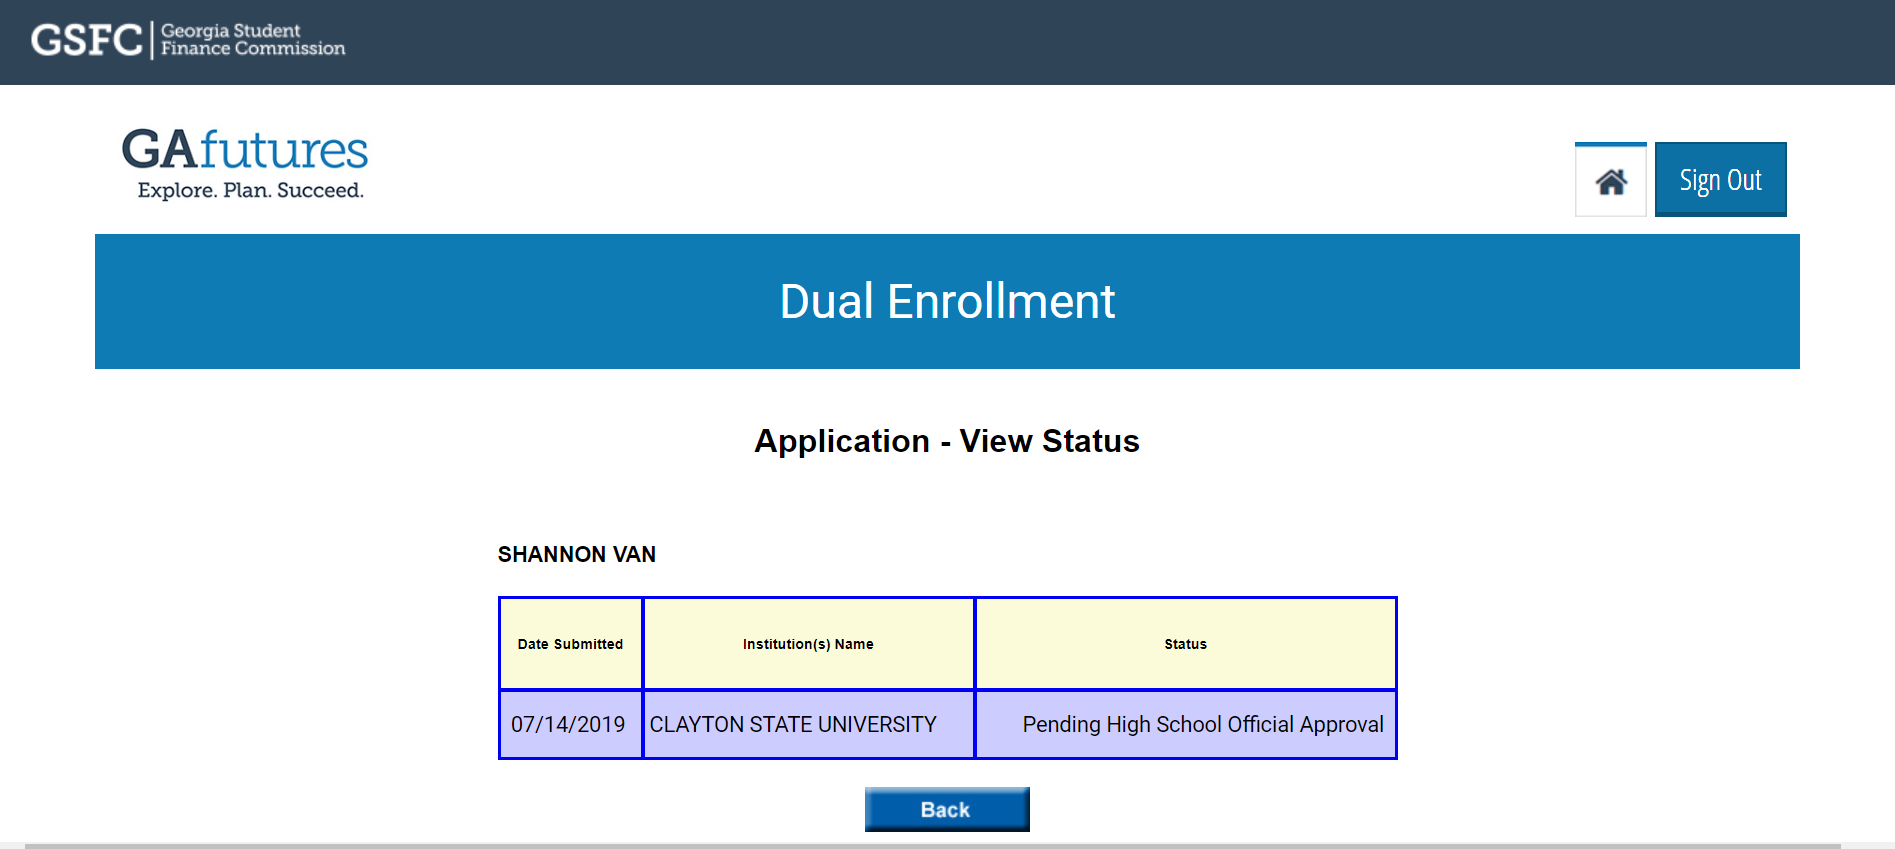 GSFC
Georgia Student
Finance Commission
GAfutures
Explore. Plan. Succeed.
Sign Out
Dual Enrollment
Application - View Status
SHANNON VAN
Date Submitted Institution(s) Name Status
07/14/2019 CLAYTON STATE UNIVERSITY Pending High School Official Approval
Back